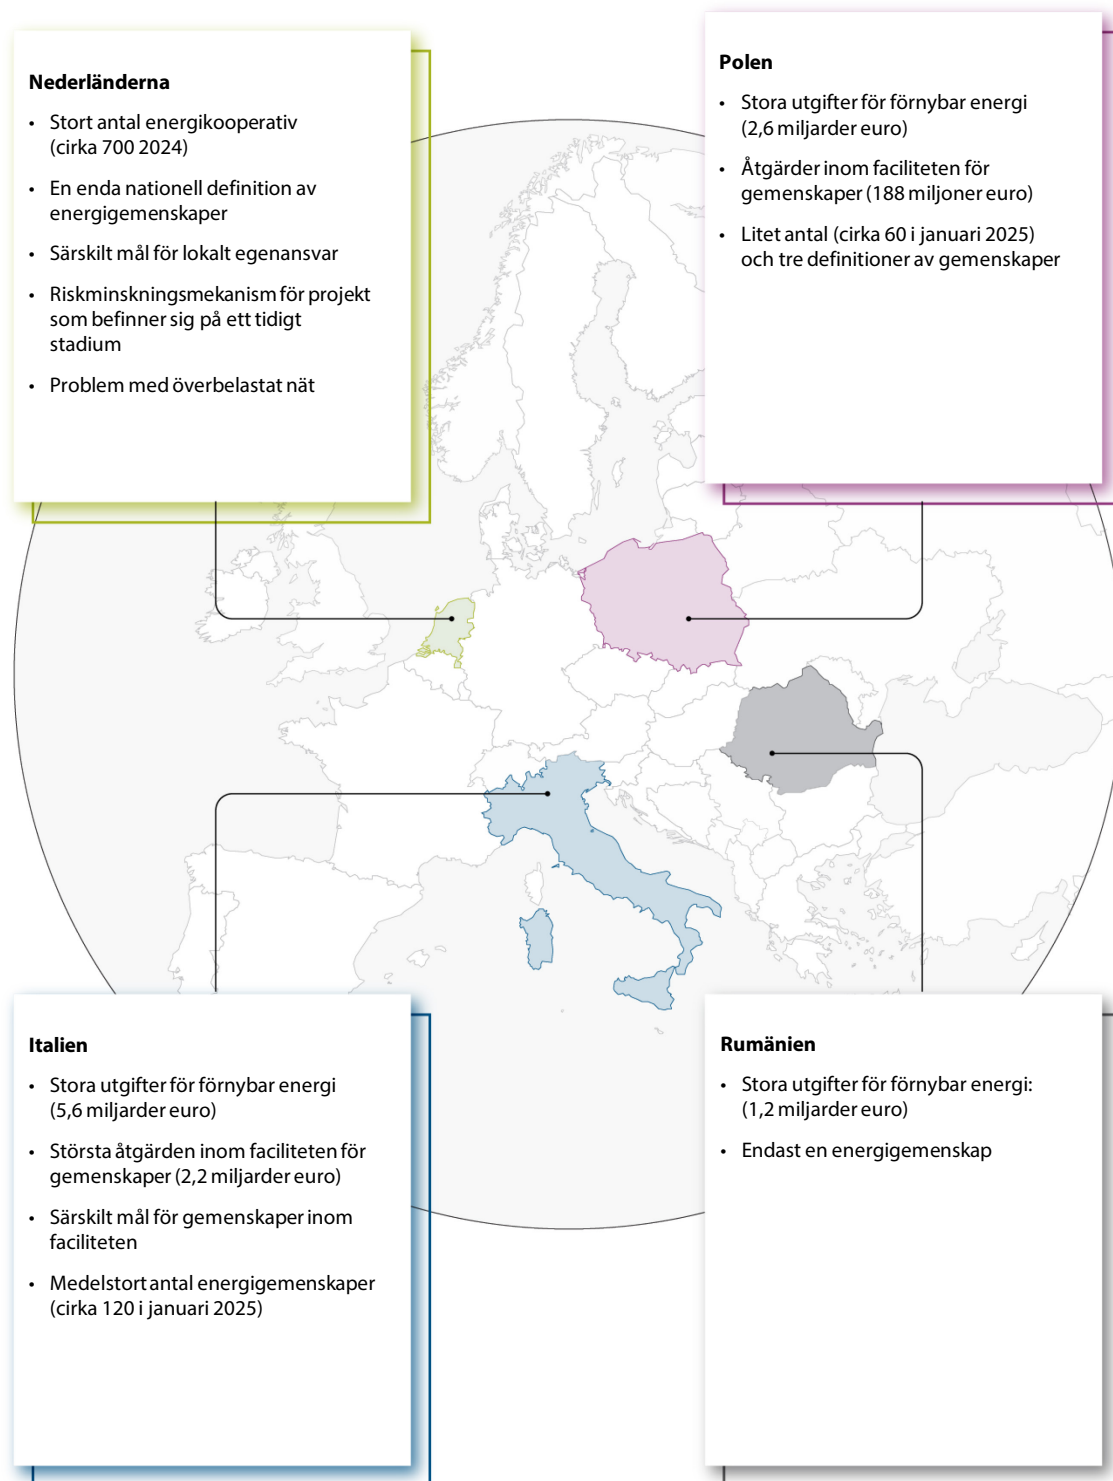 Nederländerna
• Stort antal energikooperativ
(cirka 700 2024)
• En enda nationell definition av
energigemenskaper
• Särskilt mål för lokalt egenansvar
• Riskminskningsmekanism för projekt
som befinner sig på ett tidigt
stadium
• Problem med överbelastat nät
Polen
• Stora utgifter för förnybar energi
(2,6 miljarder euro)
• Åtgärder inom faciliteten för
gemenskaper (188 miljoner euro)
• Litet antal (cirka 60 i januari 2025)
och tre definitioner av gemenskaper
Italien
• Stora utgifter för förnybar energi
(5,6 miljarder euro)
• Största åtgärden inom faciliteten för
gemenskaper (2,2 miljarder euro)
• Särskilt mål för gemenskaper inom
faciliteten
• Medelstort antal energigemenskaper
(cirka 120 i januari 2025)
Rumänien
• Stora utgifter för förnybar energi:
(1,2 miljarder euro)
• Endast en energigemenskap